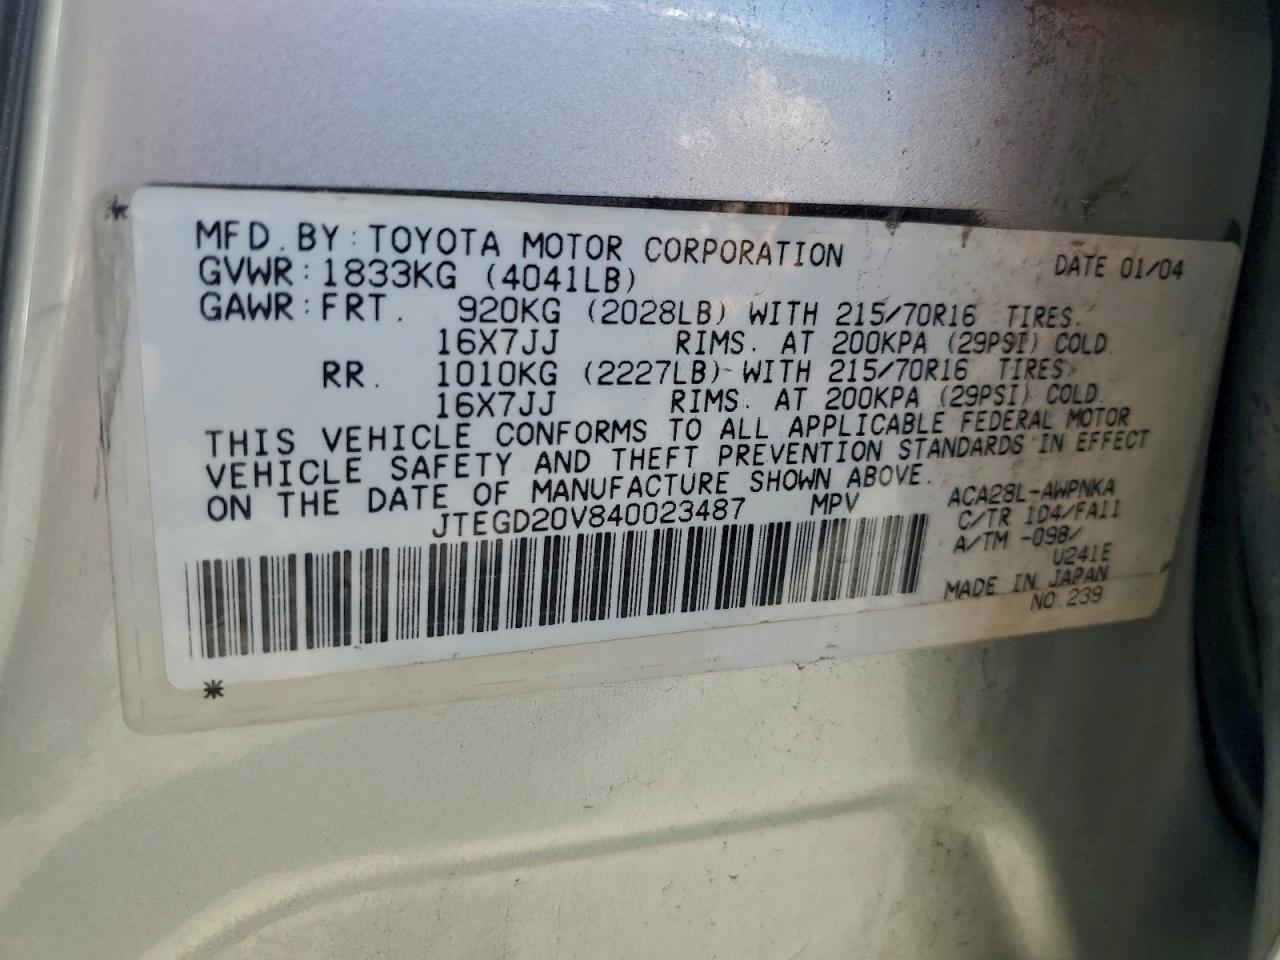 MFD. BY: TOYOTA MOTOR CORPORATION DATE 01/04
GVWR: 1833KG (4041LB)
GAWR: FRT. 920KG (2028LB) WITH 215/70R16 TIRES.
16X7JJ RIMS. AT 200KPA (29PSI) COLD.
RR. 1010KG (2227LB) WITH 215/70R16 TIRES
16X7JJ RIMS. AT 200KPA (29PSI) COLD.
THIS VEHICLE CONFORMS TO ALL APPLICABLE FEDERAL MOTOR
VEHICLE SAFETY AND THEFT PREVENTION STANDARDS IN EFFECT
ON THE DATE OF MANUFACTURE SHOWN ABOVE.
JTEGD20V840023487 MPV
ACA28L-AWPNKA
C/TR 1D4/FA11
A/TM -09B/
U241E
MADE IN JAPAN
NO.239